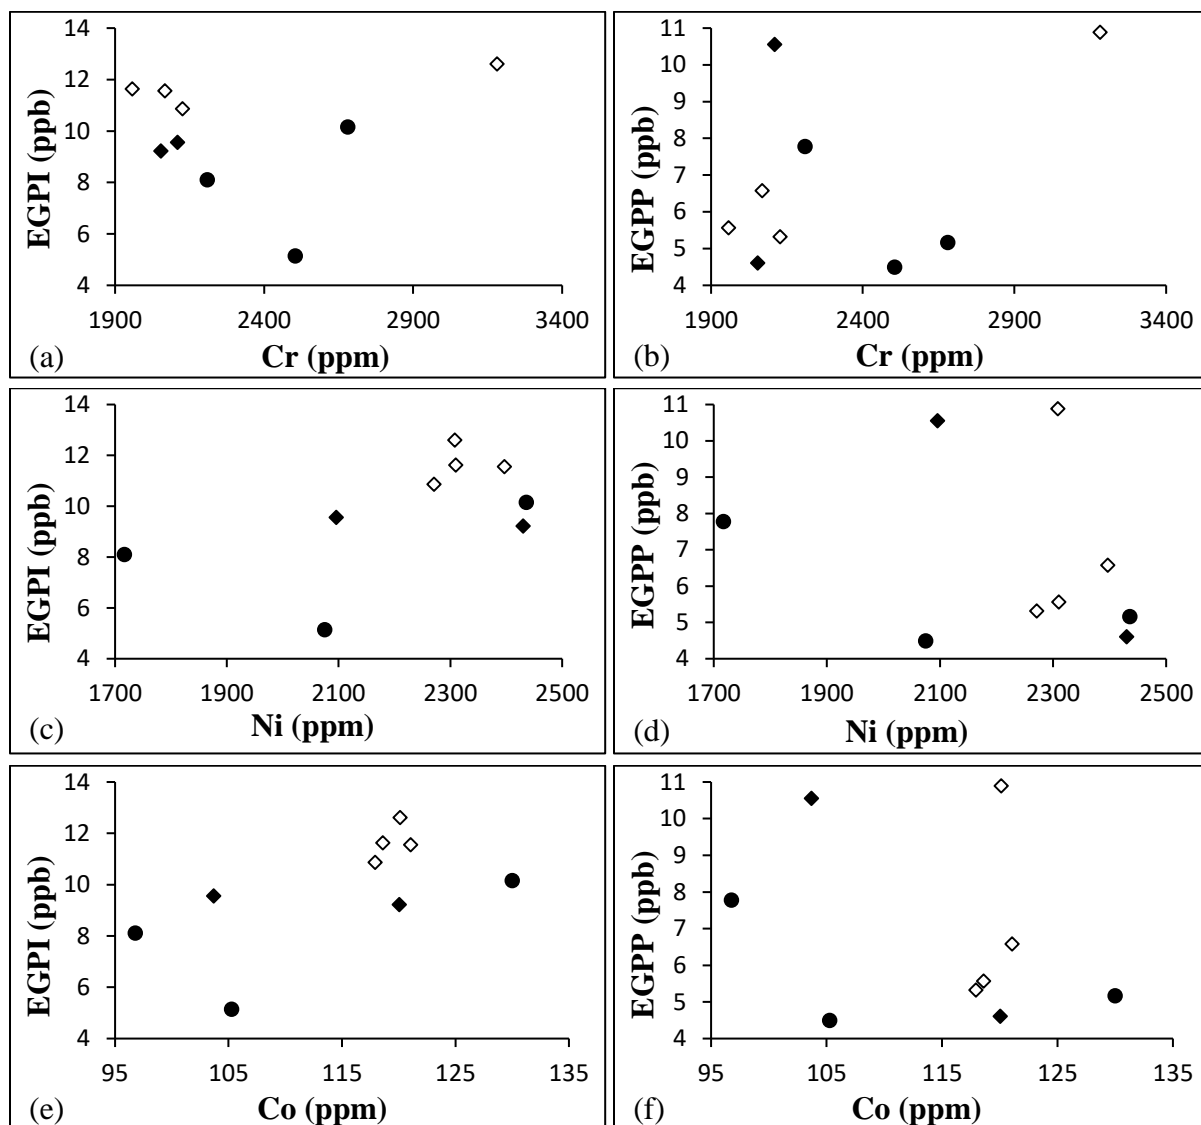 14
12
10
8
6
4
EGPI (ppb)
1900 2400 2900 3400
(a) Cr (ppm)
11
10
9
8
7
6
5
4
EGPP (ppb)
1900 2400 2900 3400
(b) Cr (ppm)
14
12
10
8
6
4
EGPI (ppb)
1700 1900 2100 2300 2500
(c) Ni (ppm)
11
10
9
8
7
6
5
4
EGPP (ppb)
1700 1900 2100 2300 2500
(d) Ni (ppm)
14
12
10
8
6
4
EGPI (ppb)
95 105 115 125 135
(e) Co (ppm)
11
10
9
8
7
6
5
4
EGPP (ppb)
95 105 115 125 135
(f) Co (ppm)